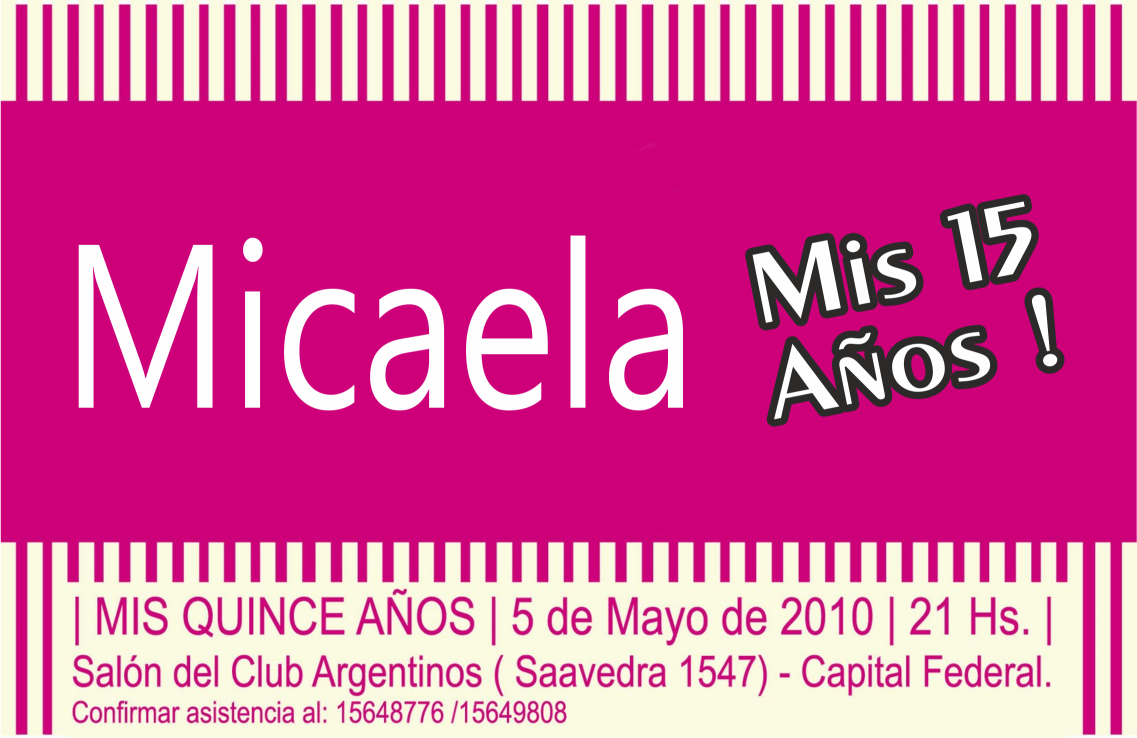 Micaela
Mis 15
Años !
| MIS QUINCE AÑOS | 5 de Mayo de 2010 | 21 Hs. |
Salón del Club Argentinos ( Saavedra 1547) - Capital Federal.
Confirmar asistencia al: 15648776 /15649808